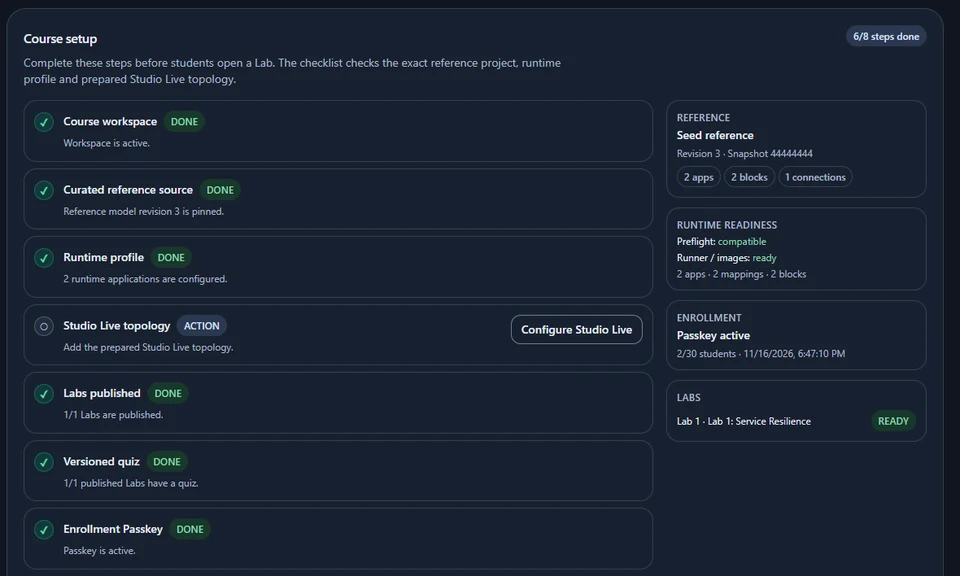 Course setup
6/8 steps done
Complete these steps before students open a Lab. The checklist checks the exact reference project, runtime
profile and prepared Studio Live topology.
Course workspace DONE
Workspace is active.
Curated reference source DONE
Reference model revision 3 is pinned.
Runtime profile DONE
2 runtime applications are configured.
Studio Live topology ACTION
Add the prepared Studio Live topology.
Configure Studio Live
Labs published DONE
1/1 Labs are published.
Versioned quiz DONE
1/1 published Labs have a quiz.
Enrollment Passkey DONE
Passkey is active.
REFERENCE
Seed reference
Revision 3 · Snapshot 44444444
2 apps 2 blocks 1 connections
RUNTIME READINESS
Preflight: compatible
Runner / images: ready
2 apps · 2 mappings · 2 blocks
ENROLLMENT
Passkey active
2/30 students · 11/16/2026, 6:47:10 PM
LABS
Lab 1 · Lab 1: Service Resilience READY